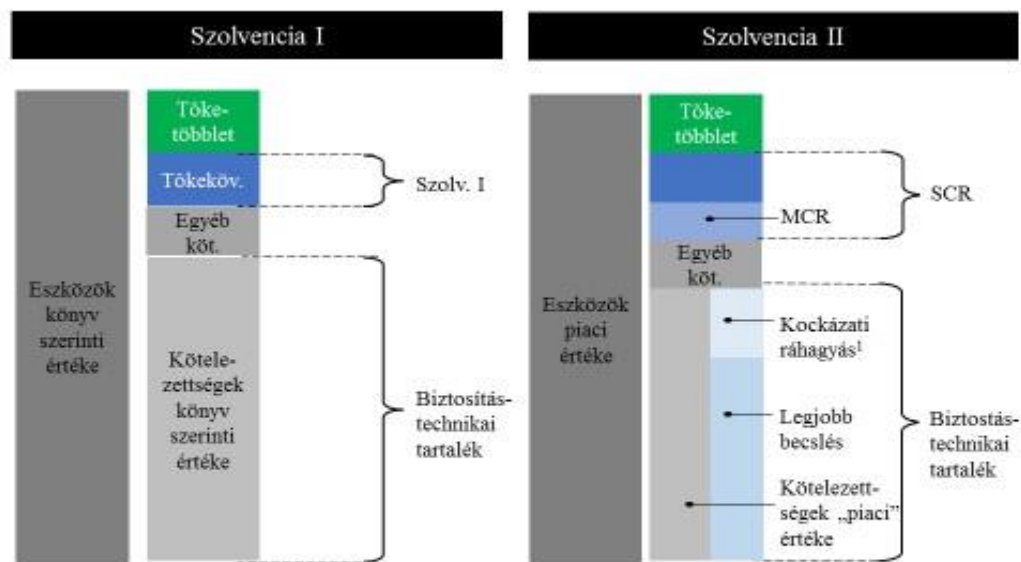 Szolvencia I
Eszközök
könyv
szerinti
értéke
Tőke-
többlet
Tőkeköv.
Egyéb
köt.
Kötele-
zettségek
könyv
szerinti
értéke
Szolv. I
Biztosítás-
technikai
tartalék
Szolvencia II
Eszközök
piaci
értéke
Tőke-
többlet
MCR
Egyéb
köt.
SCR
Kockázati
ráhagyás¹
Legjobb
becslés
Kötelezett-
ségek „piaci”
értéke
Biztostás-
technikai
tartalék